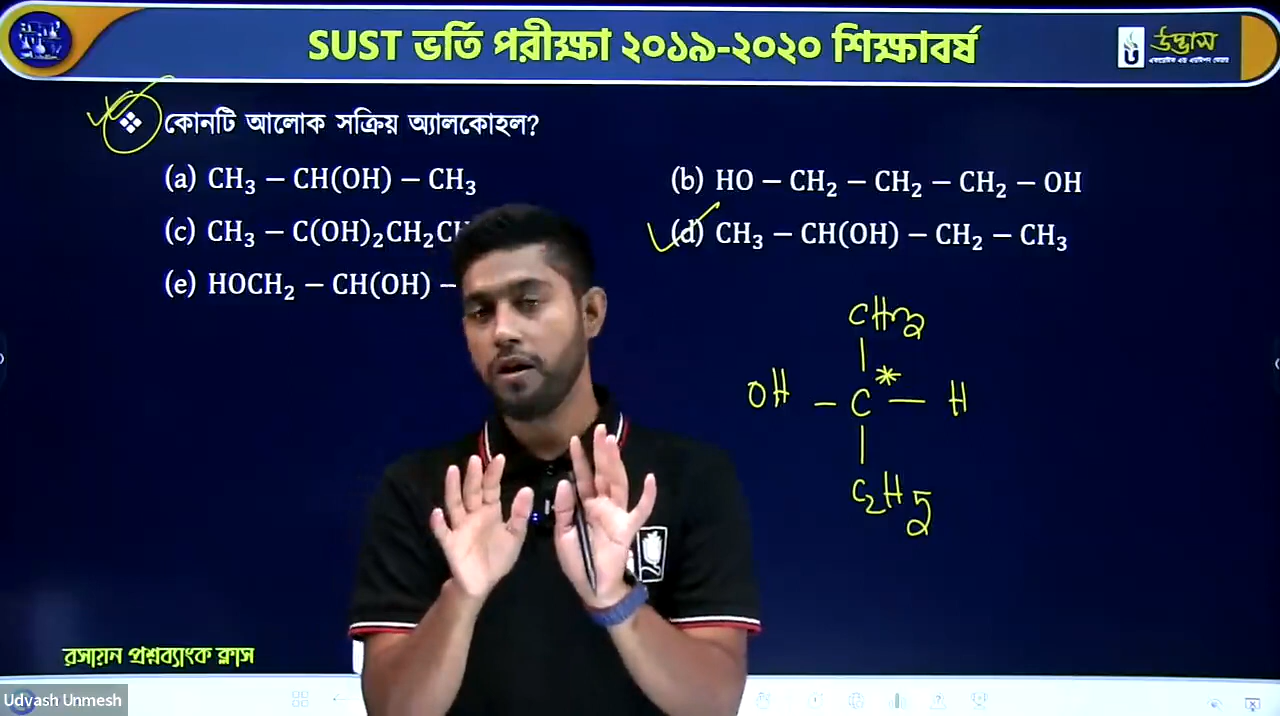 SUST ভর্তি পরীক্ষা ২০১৯-২০২০ শিক্ষাবর্ষ
উদ্ভাস
❖ কোনটি আলোক সক্রিয় অ্যালকোহল?
(a) CH₃ – CH(OH) – CH₃
(b) HO – CH₂ – CH₂ – CH₂ – OH
(c) CH₃ – C(OH)₂CH₂C
(d) CH₃ – CH(OH) – CH₂ – CH₃
(e) HOCH₂ – CH(OH) –
CH₃
OH – C* – H
C₂H₅
রসায়ন প্রশ্নব্যাংক ক্লাস
Udvash Unmesh